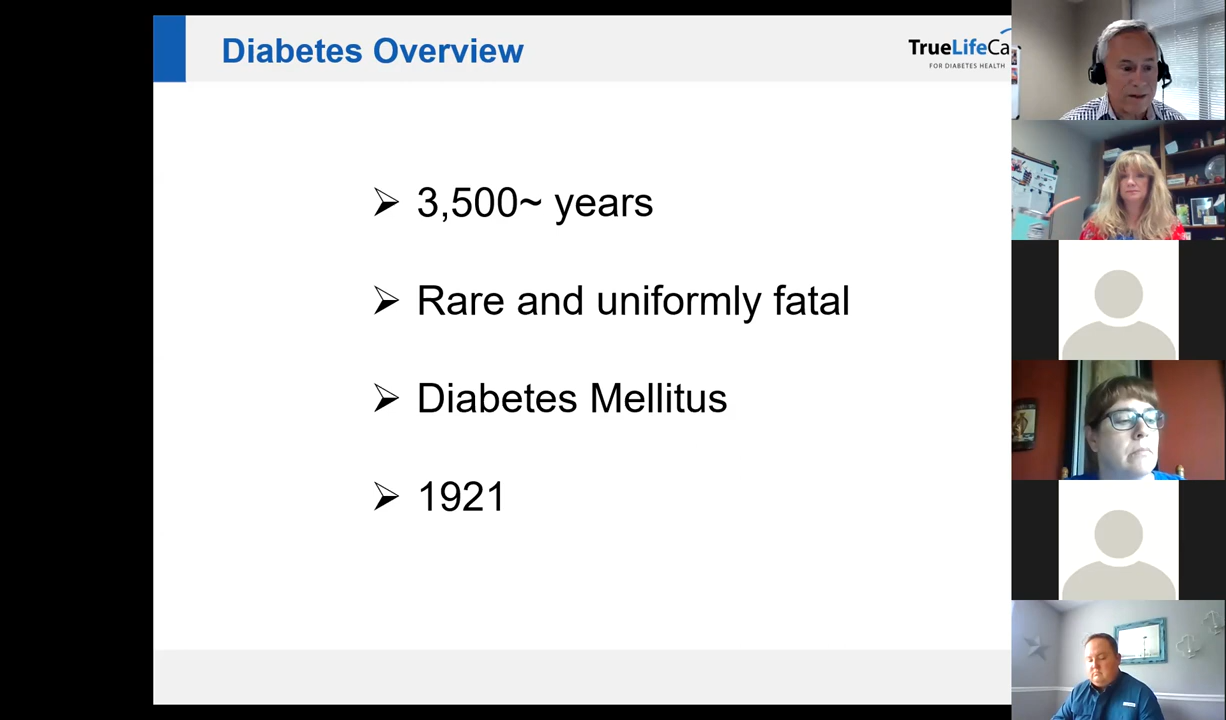 Diabetes Overview
TrueLifeCa
FOR DIABETES HEALTH
➢ 3,500~ years
➢ Rare and uniformly fatal
➢ Diabetes Mellitus
➢ 1921